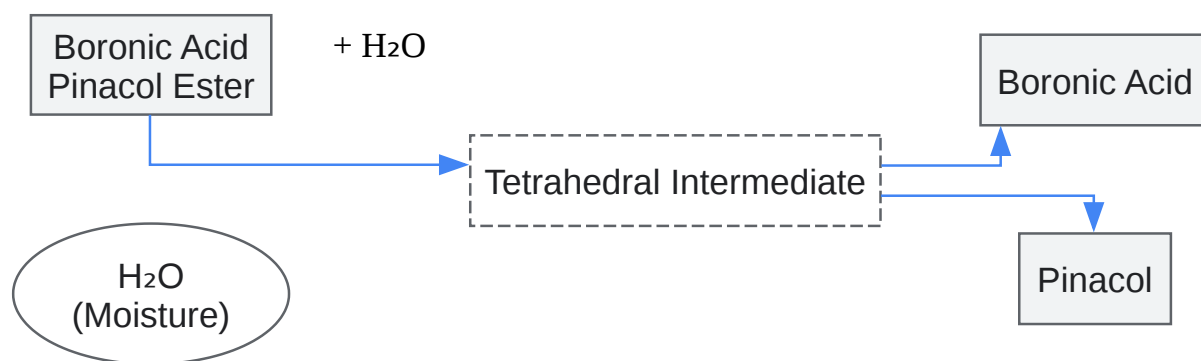 Boronic Acid
Pinacol Ester
+ H₂O
Boronic Acid
Tetrahedral Intermediate
H₂O
(Moisture)
Pinacol